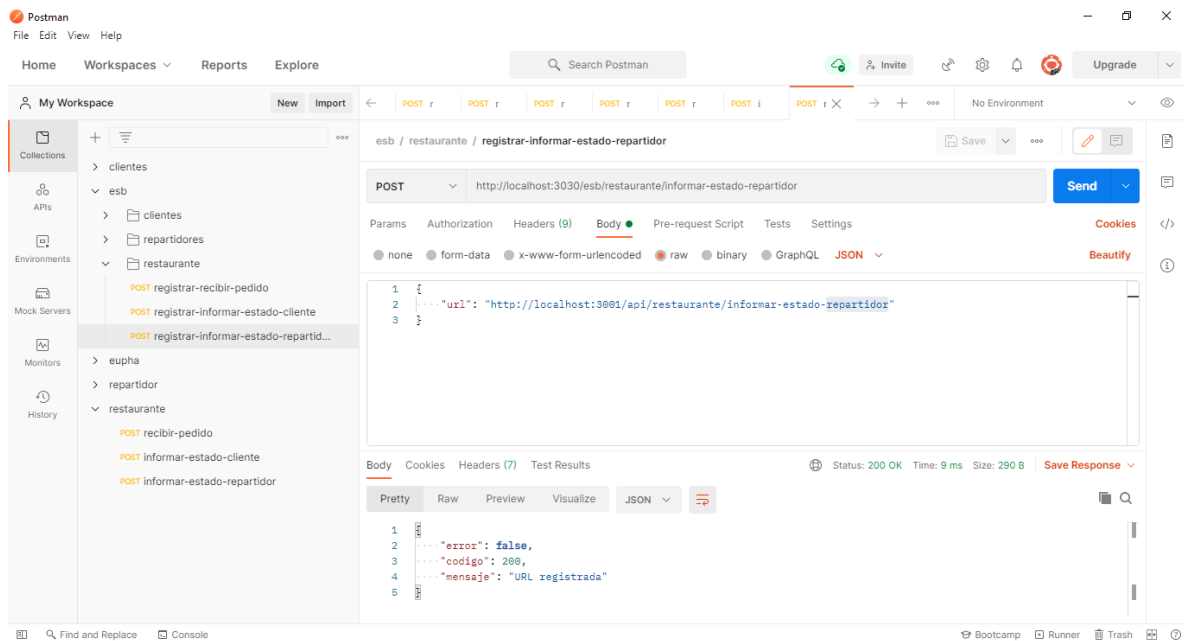 Postman
File Edit View Help
Home Workspaces Reports Explore Search Postman Invite Upgrade
My Workspace New Import POST r POST r POST r POST r POST r POST i POST r No Environment
Collections
APIs
Environments
Mock Servers
Monitors
History
clientes
esb
clientes
repartidores
restaurante
POST registrar-recibir-pedido
POST registrar-informar-estado-cliente
POST registrar-informar-estado-repartid...
eupha
repartidor
restaurante
POST recibir-pedido
POST informar-estado-cliente
POST informar-estado-repartidor
esb / restaurante / registrar-informar-estado-repartidor Save
POST http://localhost:3030/esb/restaurante/informar-estado-repartidor Send
Params Authorization Headers (9) Body Pre-request Script Tests Settings Cookies
none form-data x-www-form-urlencoded raw binary GraphQL JSON Beautify
1 {
2 "url": "http://localhost:3001/api/restaurante/informar-estado-repartidor"
3 }
Body Cookies Headers (7) Test Results Status: 200 OK Time: 9 ms Size: 290 B Save Response
Pretty Raw Preview Visualize JSON
1 {
2 "error": false,
3 "codigo": 200,
4 "mensaje": "URL registrada"
5 }
Find and Replace Console Bootcamp Runner Trash